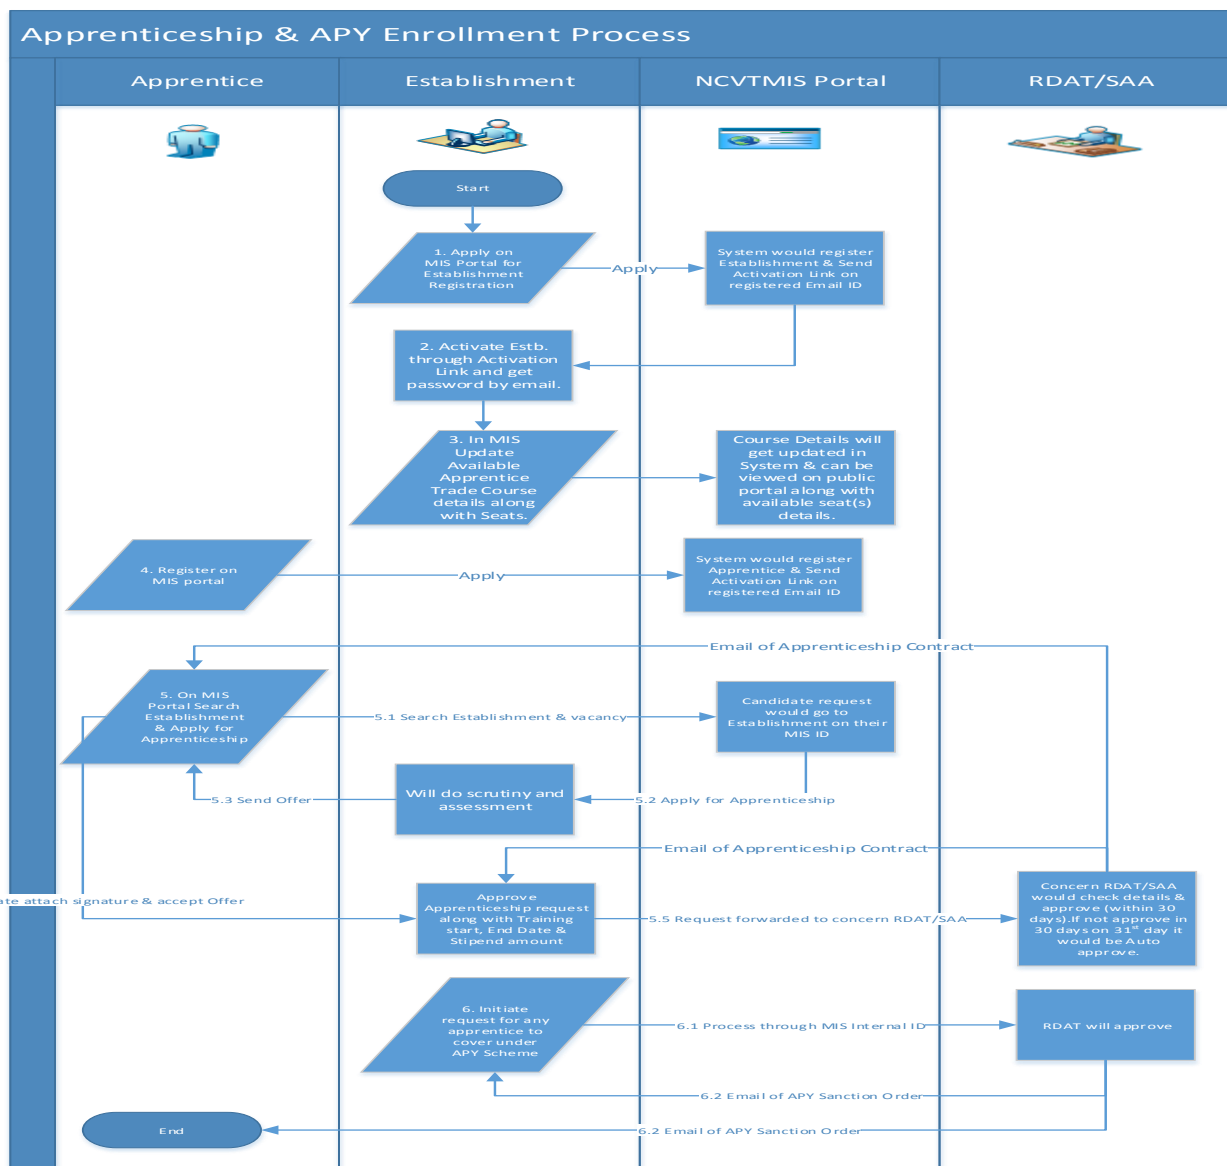 Apprenticeship & APY Enrollment Process
Apprentice
Establishment
NCVTMIS Portal
RDAT/SAA
Start
1. Apply on
MIS Portal for
Establishment
Registration
Apply
System would register
Establishment & Send
Activation Link on
registered Email ID
2. Activate Estb.
through Activation
Link and get
password by email.
3. In MIS
Update
Available
Apprentice
Trade Course
details along
with Seats.
Course Details will
get updated in
System & can be
viewed on public
portal along with
available seat(s)
details.
4. Register on
MIS portal
Apply
System would register
Apprentice & Send
Activation Link on
registered Email ID
Email of Apprenticeship Contract
5. On MIS
Portal Search
Establishment
& Apply for
Apprenticeship
5.1 Search Establishment & vacancy
Candidate request
would go to
Establishment on their
MIS ID
5.3 Send Offer
Will do scrutiny and
assessment
5.2 Apply for Apprenticeship
Email of Apprenticeship Contract
attach signature & accept Offer
Approve
Apprenticeship request
along with Training
start, End Date &
Stipend amount
5.5 Request forwarded to concern RDAT/SAA
Concern RDAT/SAA
would check details &
approve (within 30
days).If not approve in
30 days on 31st day it
would be Auto
approve.
6. Initiate
request for any
apprentice to
cover under
APY Scheme
6.1 Process through MIS Internal ID
RDAT will approve
6.2 Email of APY Sanction Order
End
6.2 Email of APY Sanction Order